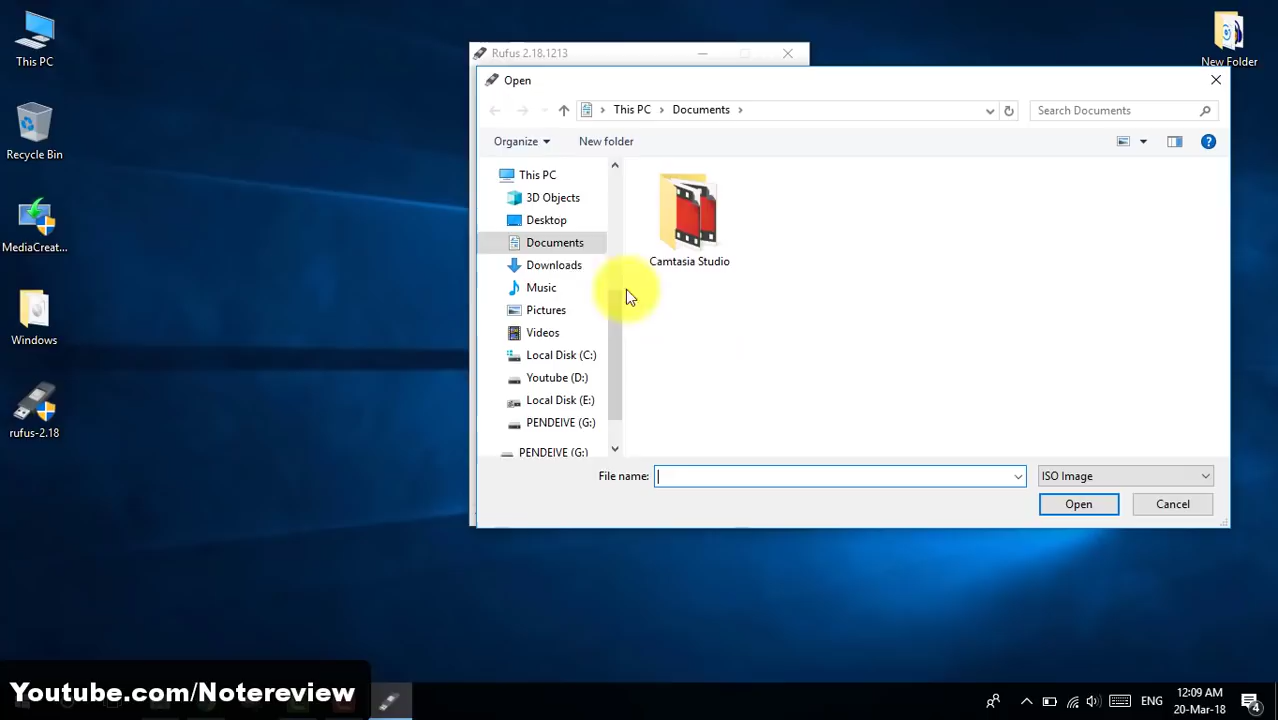 This PC
Recycle Bin
MediaCreat...
Windows
rufus-2.18
New Folder
Rufus 2.18.1213
Open
This PC > Documents >
Search Documents
Organize
New folder
This PC
3D Objects
Desktop
Documents
Downloads
Music
Pictures
Videos
Local Disk (C:)
Youtube (D:)
Local Disk (E:)
PENDEIVE (G:)
PENDEIVE (G:)
Camtasia Studio
File name:
ISO Image
Open
Cancel
Youtube.com/Notereview
ENG
12:09 AM
20-Mar-18
4